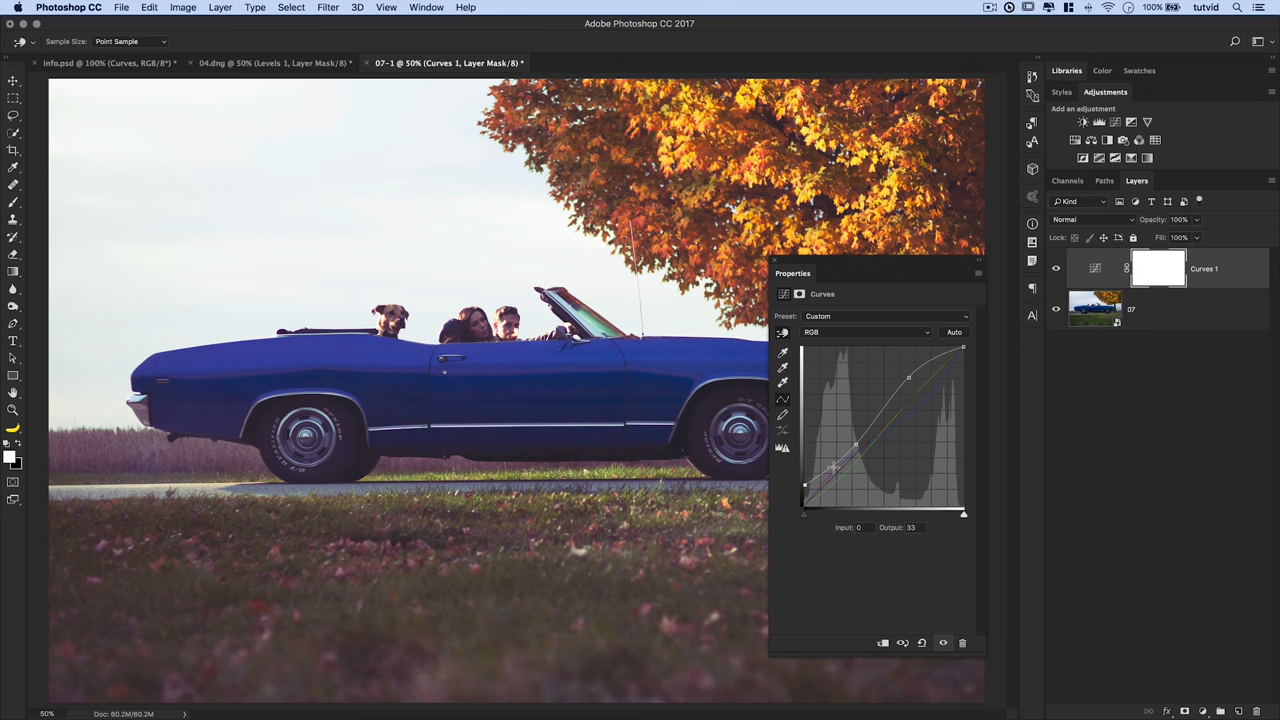 Photoshop CC File Edit Image Layer Type Select Filter 3D View Window Help 100% tutvid
Adobe Photoshop CC 2017
Sample Size: Point Sample
info.psd @ 100% (Curves, RGB/8*) * 04.dng @ 50% (Levels 1, Layer Mask/8) * 07-1 @ 50% (Curves 1, Layer Mask/8) *
Libraries Color Swatches
Styles Adjustments
Add an adjustment
Channels Paths Layers
Kind
Normal Opacity: 100%
Lock: Fill: 100%
Curves 1
07
Properties
Curves
Preset: Custom
RGB Auto
Input: 0 Output: 33
50% Doc: 60.2M/60.2M